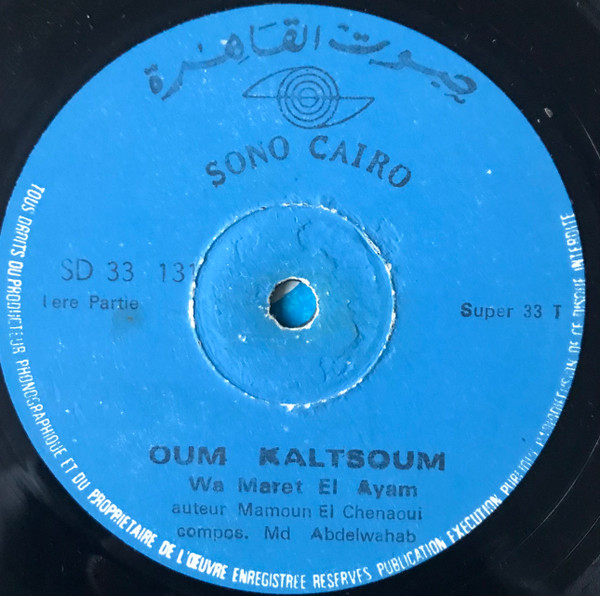 صوت القاهرة
SONO CAIRO
SD 33 131
1ere Partie
Super 33 T
OUM KALTSOUM
Wa Maret El Ayam
auteur Mamoun El Chenaoui
compos. Md Abdelwahab
TOUS DROITS DU PRODUCTEUR PHONOGRAPHIQUE ET DU PROPRIETAIRE DE L'ŒUVRE ENREGISTREE RESERVES PUBLICATION EXECUTION PUBLIQUE RADIODIFFUSION DE CE DISQUE INTERDITE